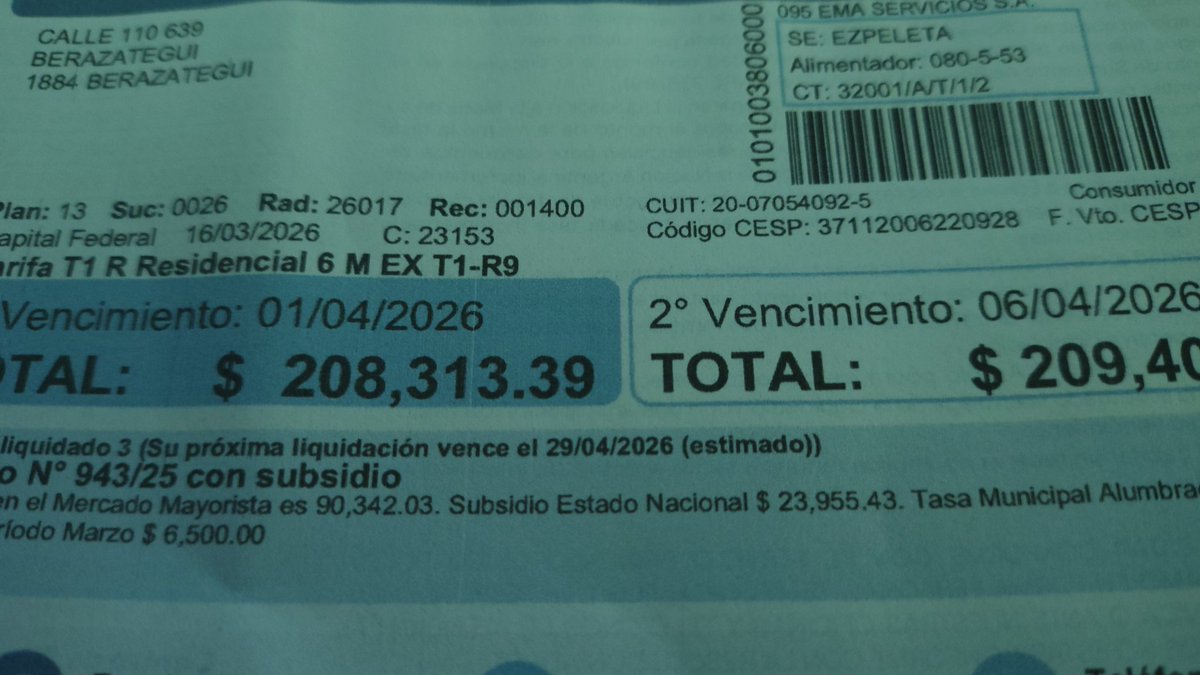 CALLE 110 639
BERAZATEGUI
1884 BERAZATEGUI
0101003806000
095 EMA SERVICIOS S.A.
SE: EZPELETA
Alimentador: 080-5-53
CT: 32001/A/T/1/2
Plan: 13 Suc: 0026 Rad: 26017 Rec: 001400
CUIT: 20-07054092-5
Consumidor
apital Federal 16/03/2026 C: 23153
Código CESP: 37112006220928 F. Vto. CESP
arifa T1 R Residencial 6 M EX T1-R9
Vencimiento: 01/04/2026
TAL: $ 208,313.39
2° Vencimiento: 06/04/2026
TOTAL: $ 209,40
liquidado 3 (Su próxima liquidación vence el 29/04/2026 (estimado))
o N° 943/25 con subsidio
en el Mercado Mayorista es 90,342.03. Subsidio Estado Nacional $ 23,955.43. Tasa Municipal Alumbra
ríodo Marzo $ 6,500.00